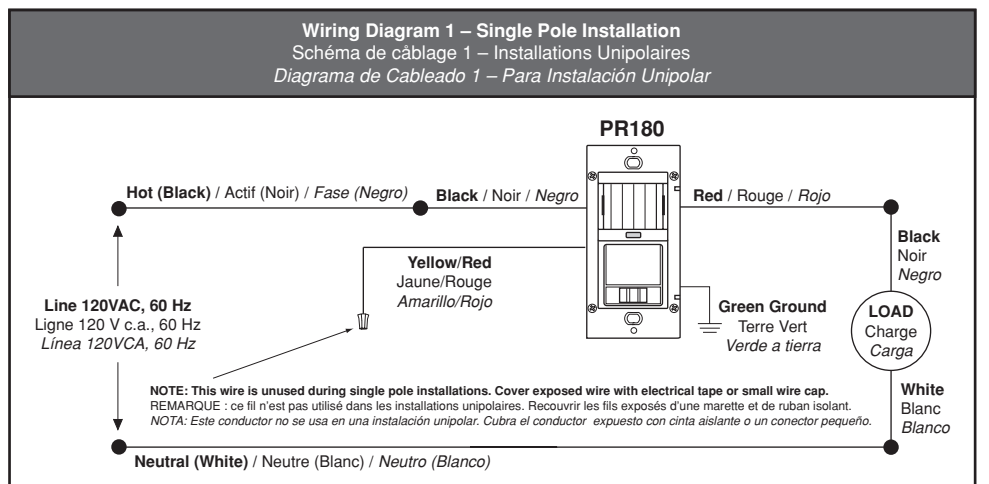 Wiring Diagram 1 – Single Pole Installation
Schéma de câblage 1 – Installations Unipolaires
Diagrama de Cableado 1 – Para Instalación Unipolar
PR180
Hot (Black) / Actif (Noir) / Fase (Negro)
Black / Noir / Negro
Red / Rouge / Rojo
Yellow/Red
Jaune/Rouge
Amarillo/Rojo
Black
Noir
Negro
Line 120VAC, 60 Hz
Ligne 120 V c.a., 60 Hz
Línea 120VCA, 60 Hz
Green Ground
Terre Vert
Verde a tierra
LOAD
Charge
Carga
NOTE: This wire is unused during single pole installations. Cover exposed wire with electrical tape or small wire cap.
REMARQUE : ce fil n'est pas utilisé dans les installations unipolaires. Recouvrir les fils exposés d'une marette et de ruban isolant.
NOTA: Este conductor no se usa en una instalación unipolar. Cubra el conductor expuesto con cinta aislante o un conector pequeño.
White
Blanc
Blanco
Neutral (White) / Neutre (Blanc) / Neutro (Blanco)